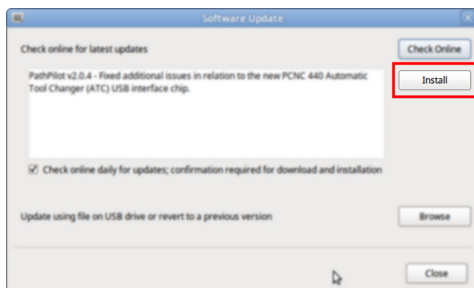 Software Update
Check online for latest updates
Check Online
PathPilot v2.0.4 - Fixed additional issues in relation to the new PCNC 440 Automatic
Tool Changer (ATC) USB interface chip.
Install
Check online daily for updates; confirmation required for download and installation
Update using file on USB drive or revert to a previous version
Browse
Close